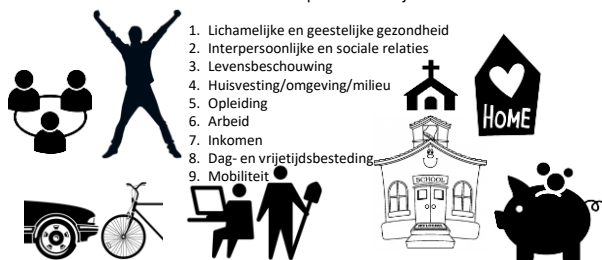 1. Lichamelijke en geestelijke gezondheid
2. Interpersoonlijke en sociale relaties
3. Levensbeschouwing
4. Huisvesting/omgeving/milieu
5. Opleiding
6. Arbeid
7. Inkomen
8. Dag- en vrijetijdsbesteding
9. Mobiliteit
HOME
SCHOOL